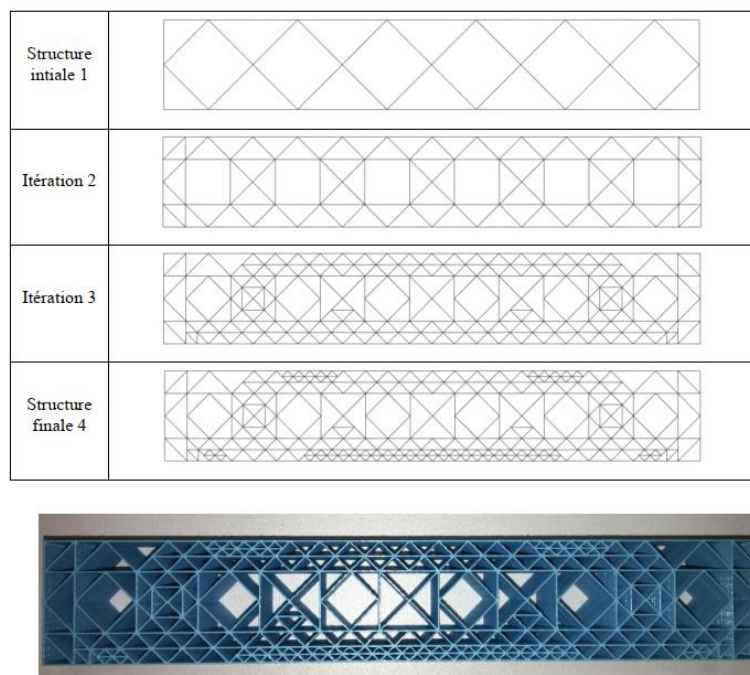 Structure
intiale 1
Itération 2
Itération 3
Structure
finale 4